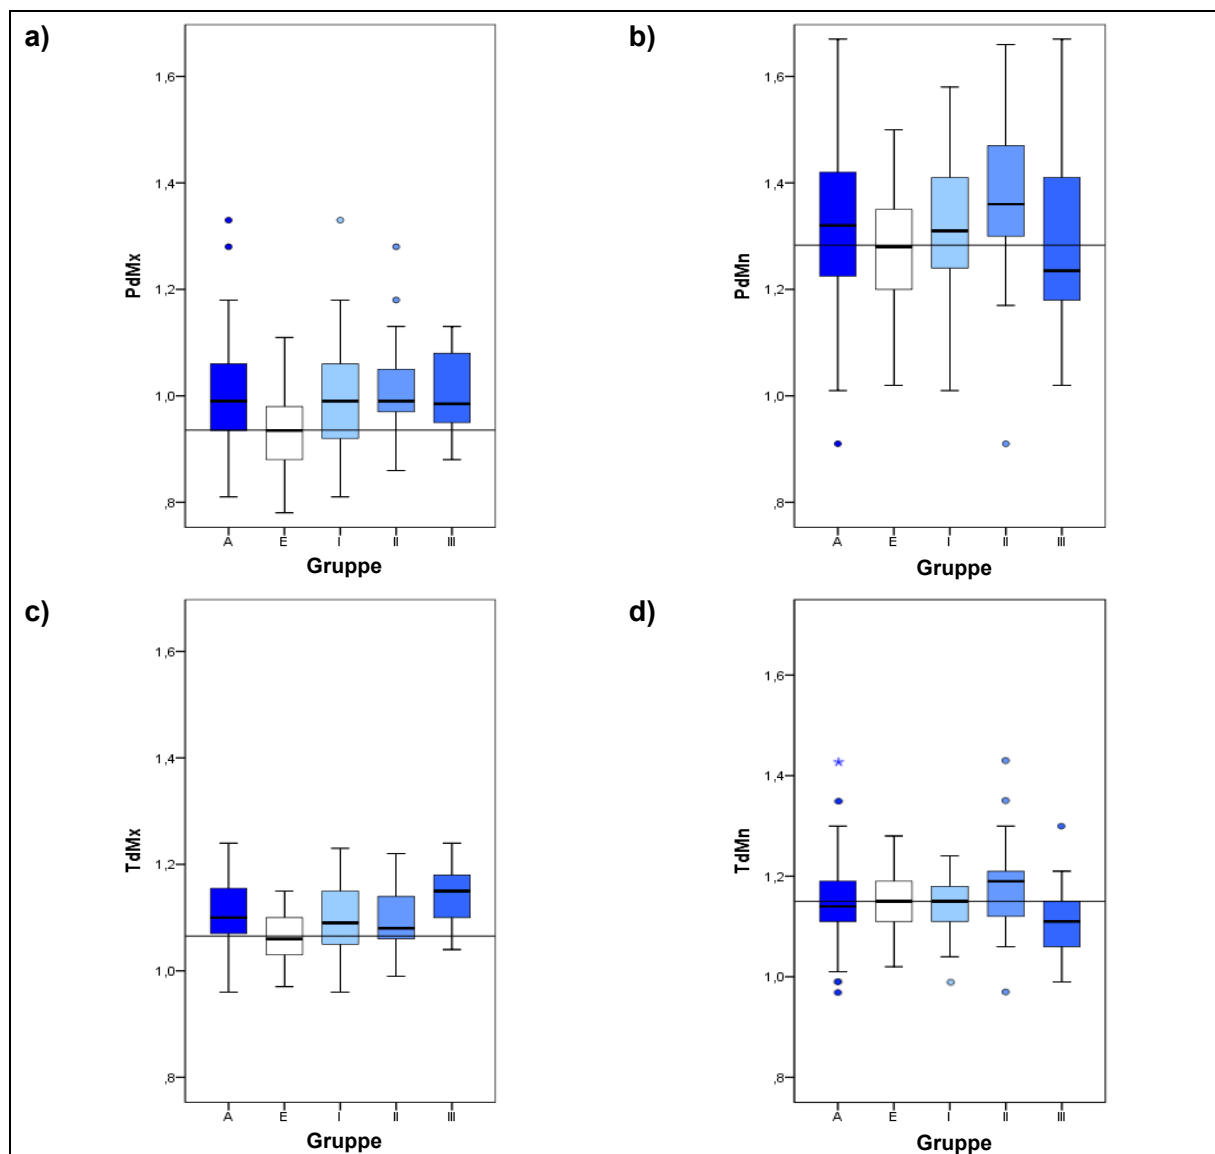 a)
PdMx
1,6
1,4
1,2
1,0
,8
A E I II III
Gruppe
b)
PdMn
1,6
1,4
1,2
1,0
,8
A E I II III
Gruppe
c)
TdMx
1,6
1,4
1,2
1,0
,8
A E I II III
Gruppe
d)
TdMn
1,6
1,4
1,2
1,0
,8
A E I II III
Gruppe